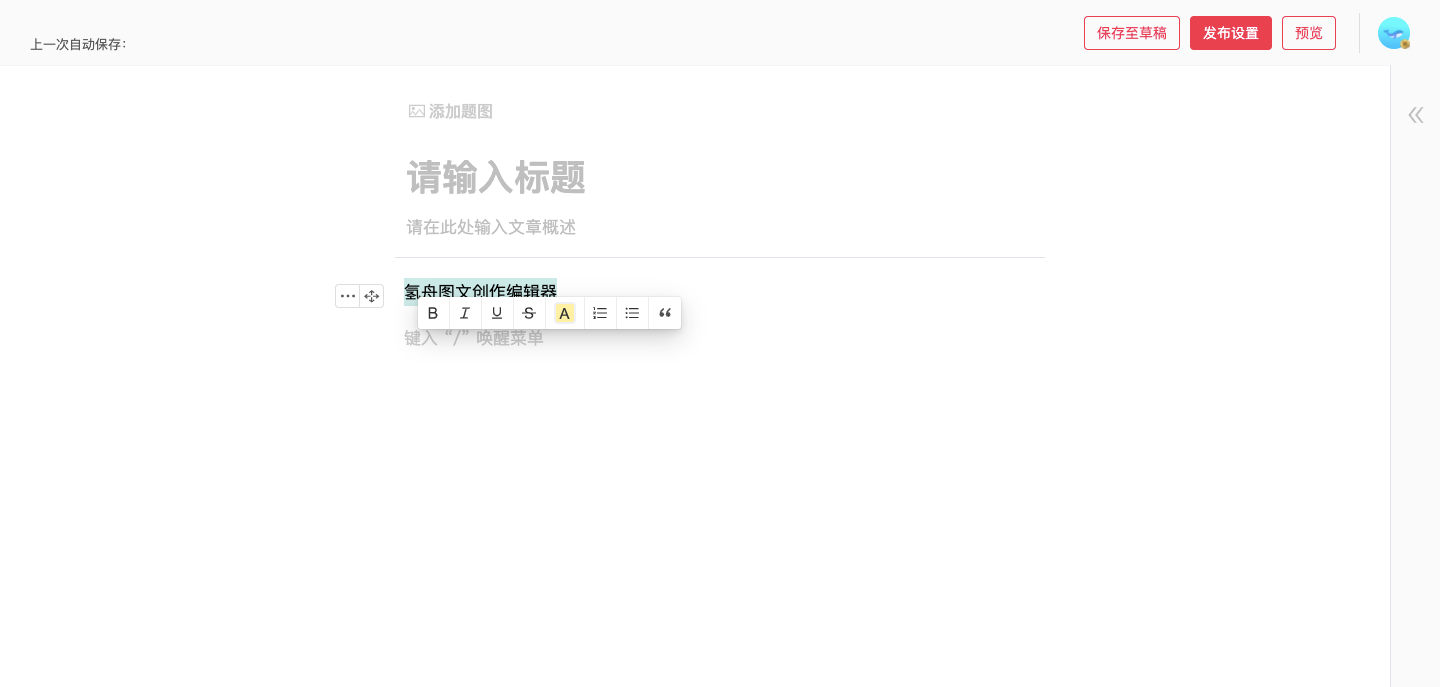 上一次自动保存:
保存至草稿
发布设置
预览
添加题图
请输入标题
请在此处输入文章概述
氢舟图文创作编辑器
B I U S A
键入“/”唤醒菜单